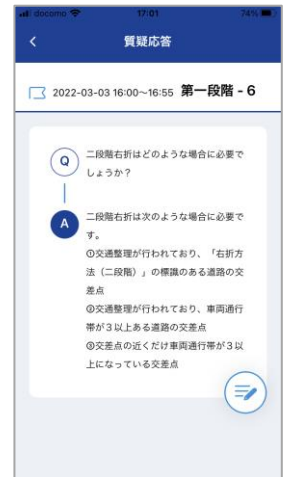 docomo 17:01 74%
質疑応答
2022-03-03 16:00〜16:55 第一段階 - 6
Q 二段階右折はどのような場合に必要で
しょうか？
A 二段階右折は次のような場合に必要で
す。
①交通整理が行われており、「右折方
法（二段階）」の標識のある道路の交
差点
②交通整理が行われており、車両通行
帯が３以上ある道路の交差点
③交差点の近くだけ車両通行帯が３以
上になっている交差点